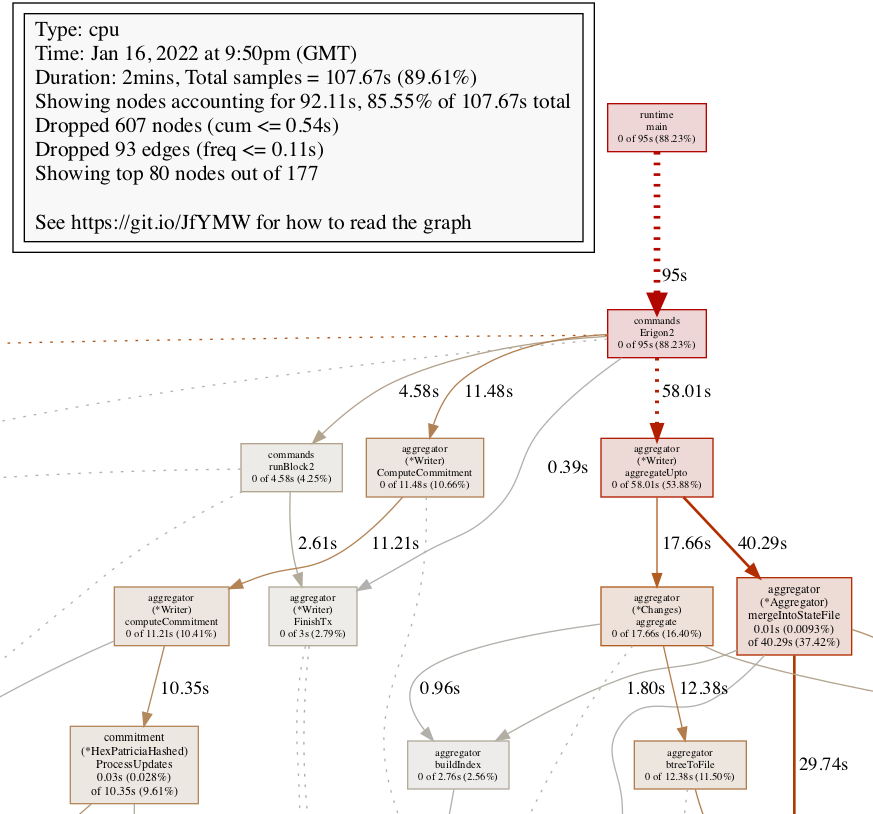 Type: cpu
Time: Jan 16, 2022 at 9:50pm (GMT)
Duration: 2mins, Total samples = 107.67s (89.61%)
Showing nodes accounting for 92.11s, 85.55% of 107.67s total
Dropped 607 nodes (cum <= 0.54s)
Dropped 93 edges (freq <= 0.11s)
Showing top 80 nodes out of 177
See https://git.io/JfYMW for how to read the graph
runtime
main
0 of 95s (88.23%)
95s
commands
Erigon2
0 of 95s (88.23%)
4.58s
11.48s
58.01s
commands
runBlock2
0 of 4.58s (4.25%)
aggregator
(*Writer)
ComputeCommitment
0 of 11.48s (10.66%)
0.39s
aggregator
(*Writer)
aggregateUpto
0 of 58.01s (53.88%)
2.61s
11.21s
17.66s
40.29s
aggregator
(*Writer)
computeCommitment
0 of 11.21s (10.41%)
aggregator
(*Writer)
FinishTx
0 of 3s (2.79%)
aggregator
(*Changes)
aggregate
0 of 17.66s (16.40%)
aggregator
(*Aggregator)
mergeIntoStateFile
0.01s (0.0093%)
of 40.29s (37.42%)
10.35s
0.96s
1.80s
12.38s
commitment
(*HexPatriciaHashed)
ProcessUpdates
0.03s (0.028%)
of 10.35s (9.61%)
aggregator
buildIndex
0 of 2.76s (2.56%)
aggregator
btreeToFile
0 of 12.38s (11.50%)
29.74s